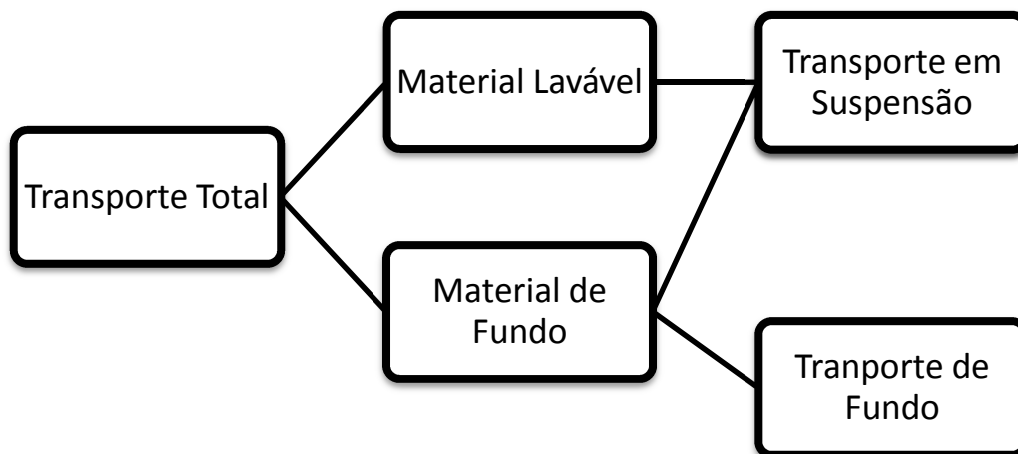 Transporte Total
Material Lavável
Material de
Fundo
Transporte em
Suspensão
Tranporte de
Fundo